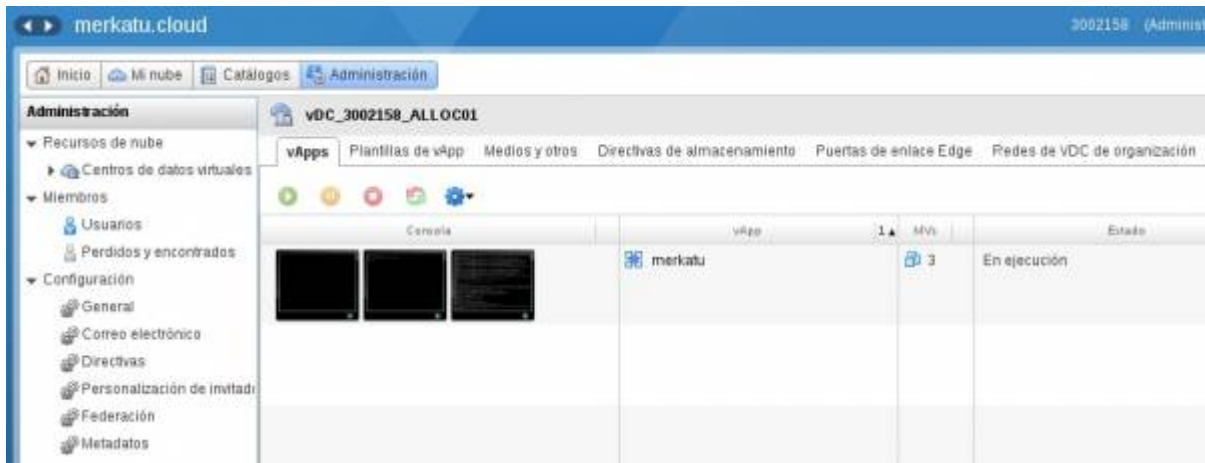 merkatu.cloud
3002158 (Administ
Inicio Mi nube Catálogos Administración
Administración
vDC_3002158_ALLOC01
Recursos de nube
Centros de datos virtuales
Miembros
Usuarios
Perdidos y encontrados
Configuración
General
Correo electrónico
Directivas
Personalización de invitad
Federación
Metadatos
vApps Plantillas de vApp Medios y otros Directivas de almacenamiento Puertas de enlace Edge Redes de VDC de organización
Consola vApp 1 MVs Estado
merkatu 3 En ejecución